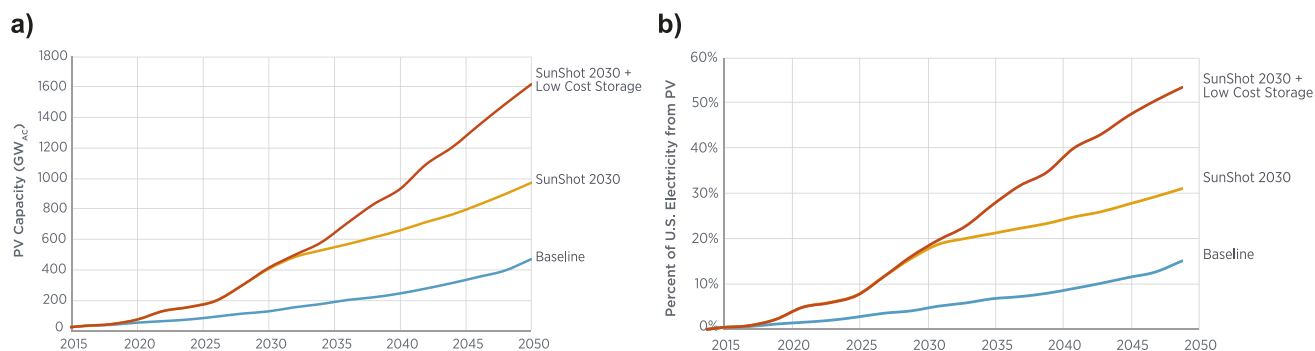 a)
PV Capacity (GW_AC)
1800
1600
1400
1200
1000
800
600
400
200
0
2015 2020 2025 2030 2035 2040 2045 2050
SunShot 2030 +
Low Cost Storage
SunShot 2030
Baseline
b)
Percent of U.S. Electricity from PV
60%
50%
40%
30%
20%
10%
0%
2015 2020 2025 2030 2035 2040 2045 2050
SunShot 2030 +
Low Cost Storage
SunShot 2030
Baseline